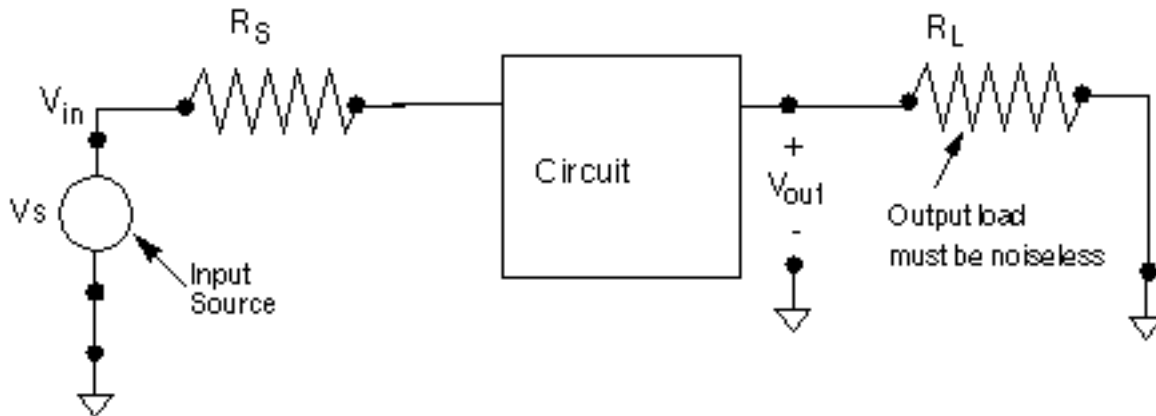 R_S
R_L
V_in
Circuit
+
V_out
-
Vs
Output load
must be noiseless
Input
Source